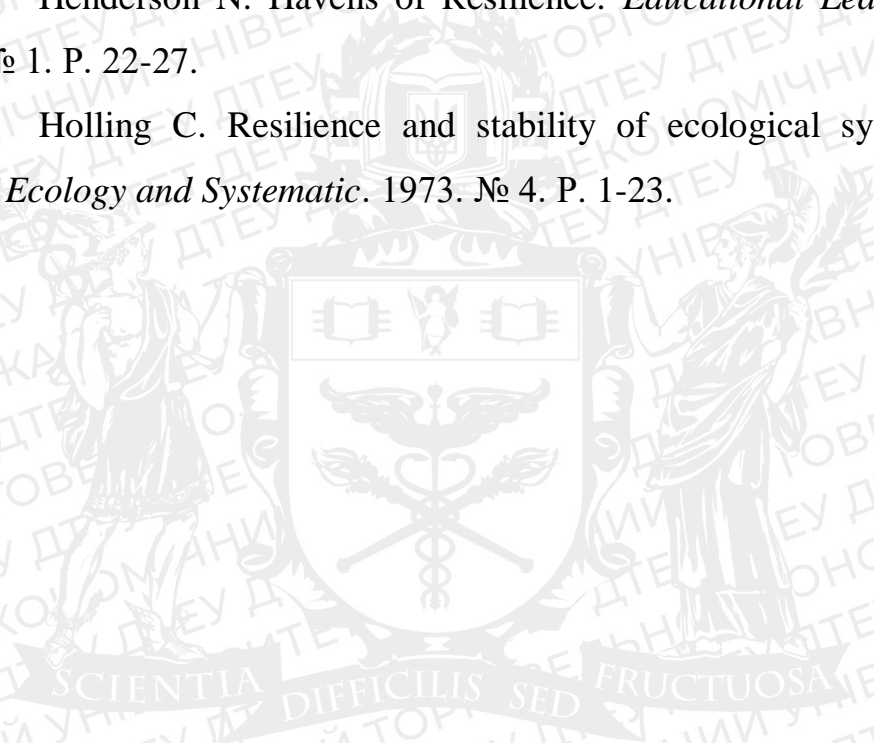 Henderson N. Havens of Resilience. Educational Lea
№ 1. P. 22-27.
Holling C. Resilience and stability of ecological sy
Ecology and Systematic. 1973. № 4. P. 1-23.
SCIENTIA DIFFICILIS SED FRUCTUOSA